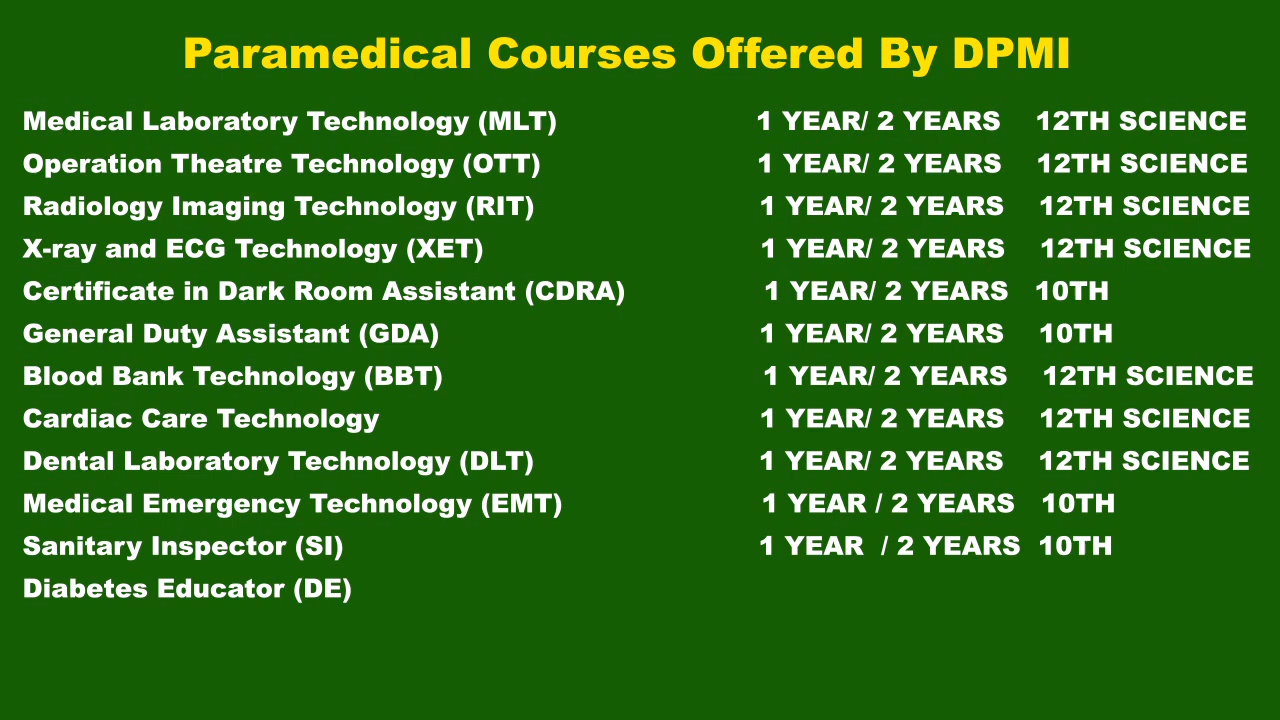 Paramedical Courses Offered By DPMI
Medical Laboratory Technology (MLT) 1 YEAR/ 2 YEARS 12TH SCIENCE
Operation Theatre Technology (OTT) 1 YEAR/ 2 YEARS 12TH SCIENCE
Radiology Imaging Technology (RIT) 1 YEAR/ 2 YEARS 12TH SCIENCE
X-ray and ECG Technology (XET) 1 YEAR/ 2 YEARS 12TH SCIENCE
Certificate in Dark Room Assistant (CDRA) 1 YEAR/ 2 YEARS 10TH
General Duty Assistant (GDA) 1 YEAR/ 2 YEARS 10TH
Blood Bank Technology (BBT) 1 YEAR/ 2 YEARS 12TH SCIENCE
Cardiac Care Technology 1 YEAR/ 2 YEARS 12TH SCIENCE
Dental Laboratory Technology (DLT) 1 YEAR/ 2 YEARS 12TH SCIENCE
Medical Emergency Technology (EMT) 1 YEAR / 2 YEARS 10TH
Sanitary Inspector (SI) 1 YEAR / 2 YEARS 10TH
Diabetes Educator (DE)